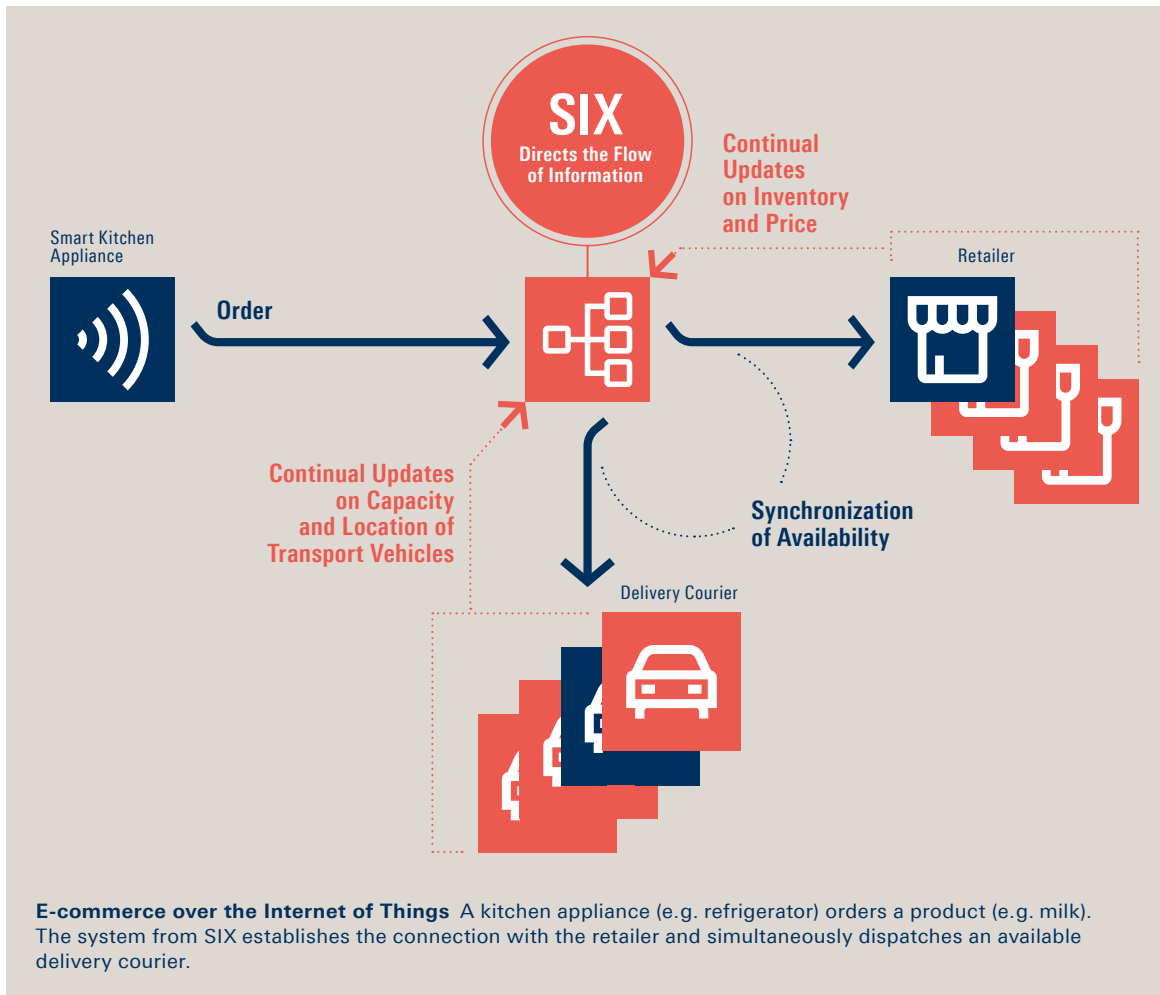 SIX
Directs the Flow
of Information
Continual
Updates
on Inventory
and Price
Smart Kitchen
Appliance
Retailer
Order
Continual Updates
on Capacity
and Location of
Transport Vehicles
Synchronization
of Availability
Delivery Courier
E-commerce over the Internet of Things A kitchen appliance (e.g. refrigerator) orders a product (e.g. milk).
The system from SIX establishes the connection with the retailer and simultaneously dispatches an available
delivery courier.